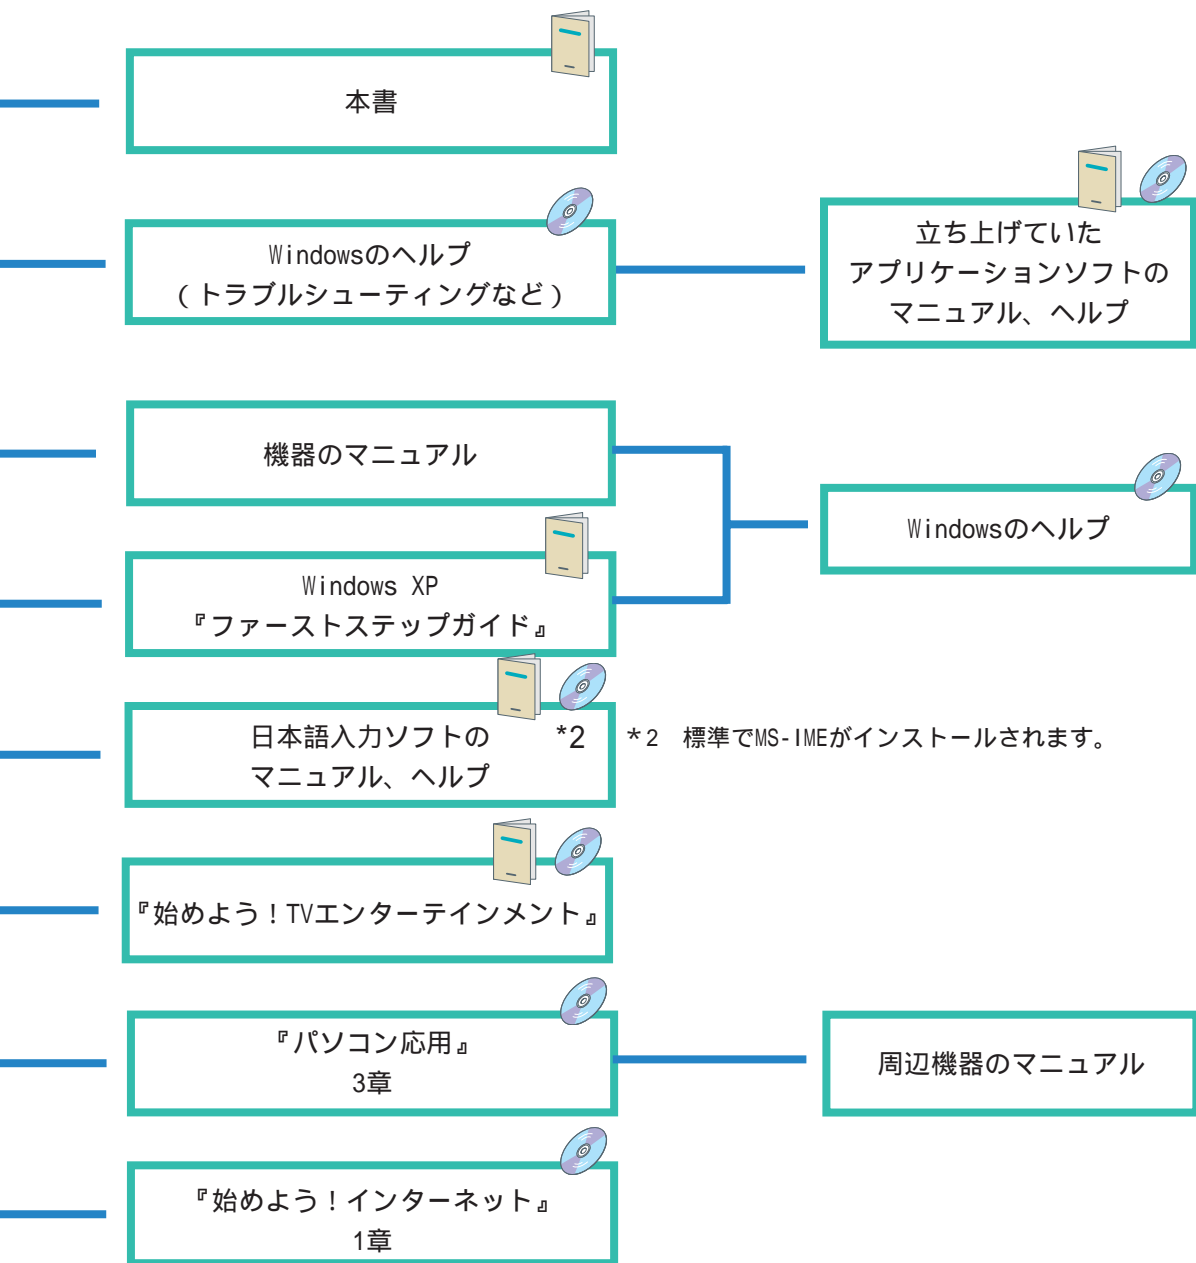 本書
Windowsのヘルプ
（トラブルシューティングなど）
立ち上げていた
アプリケーションソフトの
マニュアル、ヘルプ
機器のマニュアル
Windows XP
『ファーストステップガイド』
Windowsのヘルプ
日本語入力ソフトの *2
マニュアル、ヘルプ
＊2 標準でMS-IMEがインストールされます。
『始めよう！TVエンターテインメント』
『パソコン応用』
3章
周辺機器のマニュアル
『始めよう！インターネット』
1章